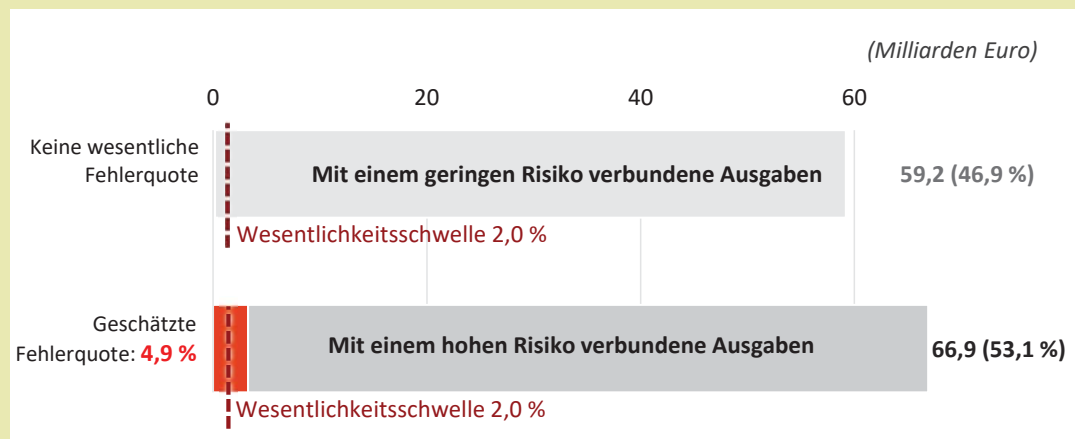 (Milliarden Euro)
0 20 40 60
Keine wesentliche
Fehlerquote
Mit einem geringen Risiko verbundene Ausgaben
59,2 (46,9 %)
Wesentlichkeitsschwelle 2,0 %
Geschätzte
Fehlerquote: 4,9 %
Mit einem hohen Risiko verbundene Ausgaben
66,9 (53,1 %)
Wesentlichkeitsschwelle 2,0 %